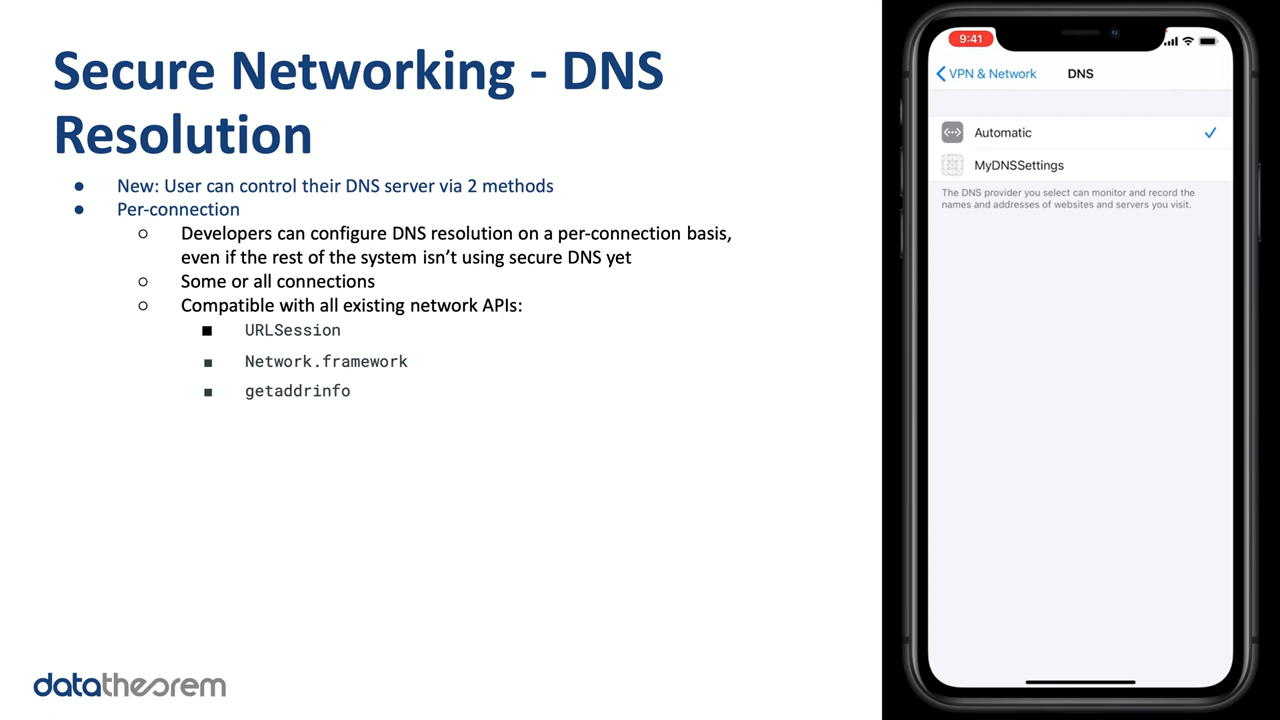 Secure Networking - DNS
Resolution
● New: User can control their DNS server via 2 methods
● Per-connection
○ Developers can configure DNS resolution on a per-connection basis,
even if the rest of the system isn't using secure DNS yet
○ Some or all connections
○ Compatible with all existing network APIs:
■ URLSession
■ Network.framework
■ getaddrinfo
datatheorem
9:41
VPN & Network DNS
Automatic
MyDNSSettings
The DNS provider you select can monitor and record the
names and addresses of websites and servers you visit.